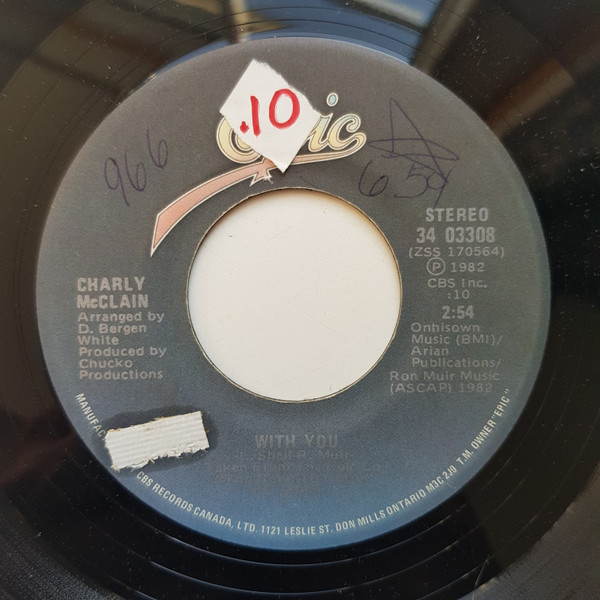 .10
Epic
966
659
STEREO
34 03308
(ZSS 170564)
Ⓟ 1982
CBS Inc.
:10
2:54
Onhisown
Music (BMI)/
Arian
Publications/
Ron Muir Music
(ASCAP) 1982
CHARLY
McCLAIN
Arranged by
D. Bergen
White
Produced by
Chucko
Productions
WITH YOU
R. Muir
CBS RECORDS CANADA, LTD. 1121 LESLIE ST. DON MILLS ONTARIO M3C 2J9 T.M. OWNER "EPIC"